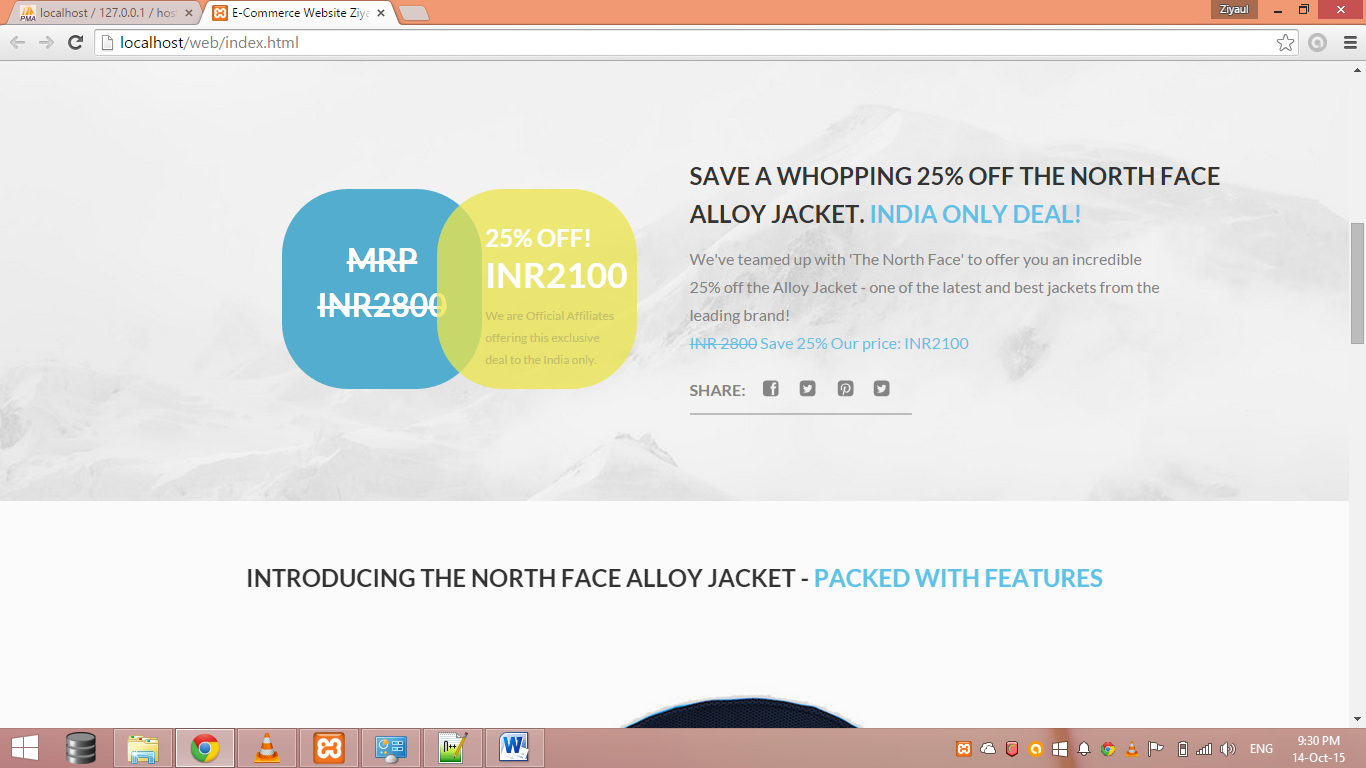 localhost / 127.0.0.1 / hos
E-Commerce Website Ziya
Ziyaul
localhost/web/index.html
MRP
INR2800
25% OFF!
INR2100
We are Official Affiliates
offering this exclusive
deal to the India only.
SAVE A WHOPPING 25% OFF THE NORTH FACE
ALLOY JACKET. INDIA ONLY DEAL!
We've teamed up with 'The North Face' to offer you an incredible
25% off the Alloy Jacket - one of the latest and best jackets from the
leading brand!
INR 2800 Save 25% Our price: INR2100
SHARE:
INTRODUCING THE NORTH FACE ALLOY JACKET - PACKED WITH FEATURES
ENG
9:30 PM
14-Oct-15